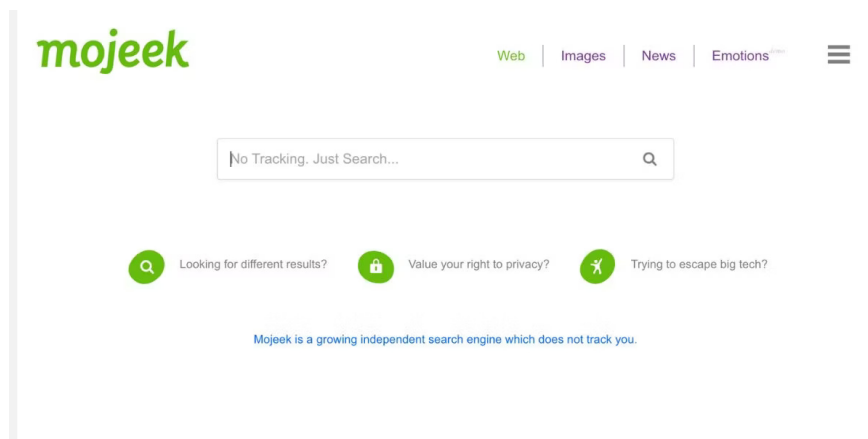 mojeek
Web Images News Emotions
No Tracking. Just Search...
Looking for different results? Value your right to privacy? Trying to escape big tech?
Mojeek is a growing independent search engine which does not track you.